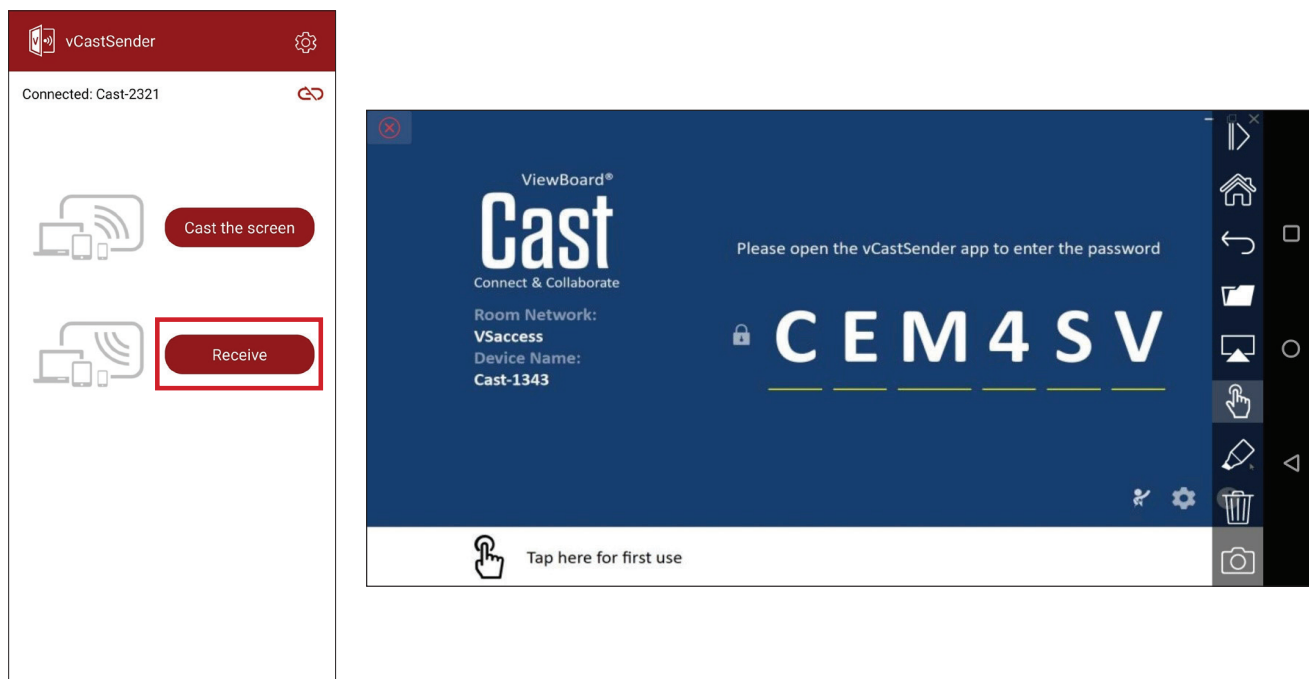 vCastSender
Connected: Cast-2321
Cast the screen
Receive
ViewBoard®
Cast
Connect & Collaborate
Room Network:
VSaccess
Device Name:
Cast-1343
Please open the vCastSender app to enter the password
CEM4SV
Tap here for first use